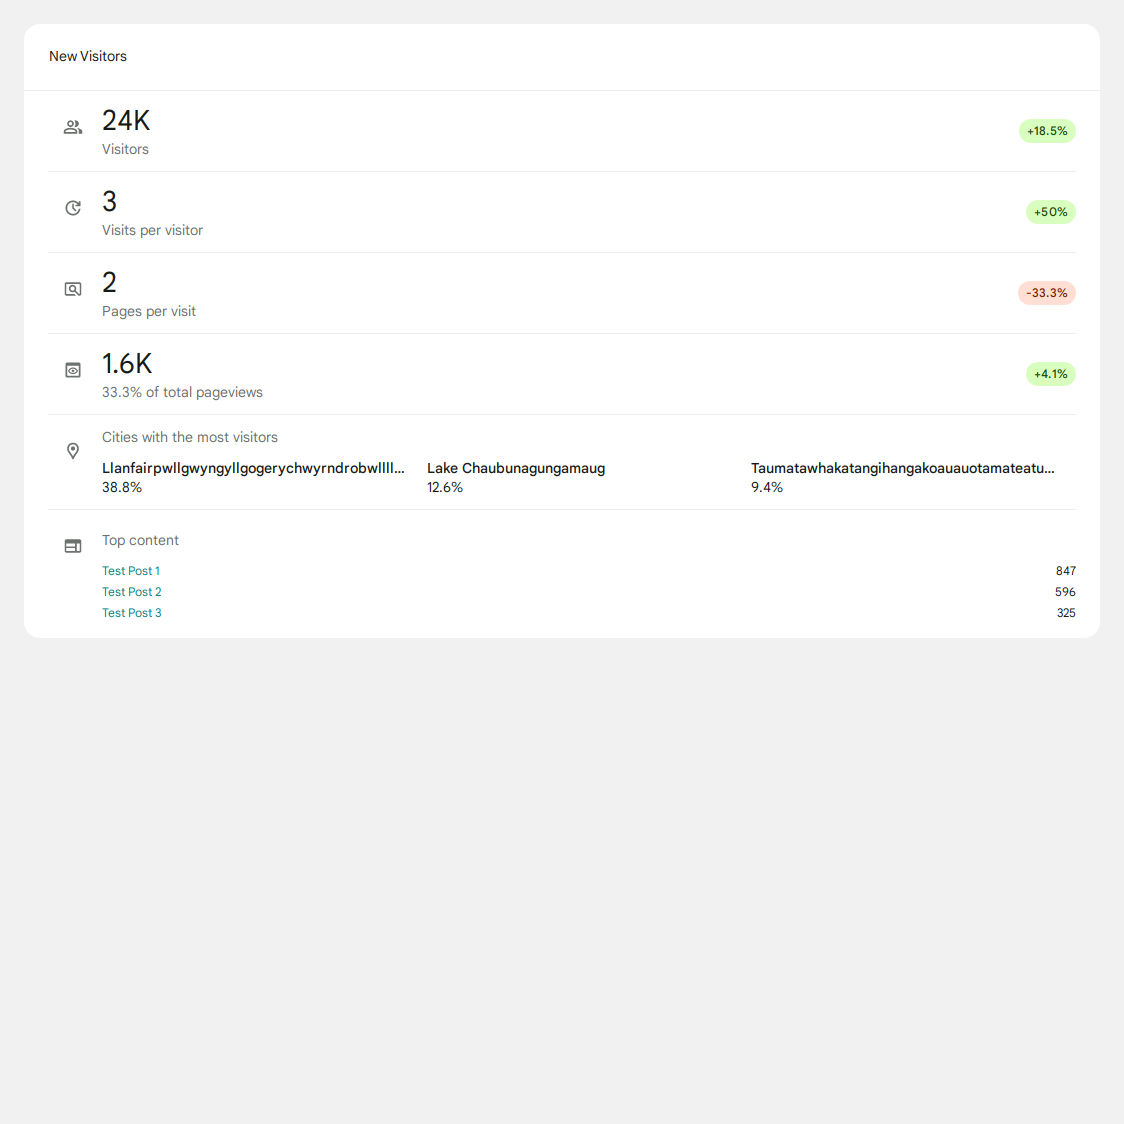 New Visitors
24K
Visitors
+18.5%
3
Visits per visitor
+50%
2
Pages per visit
-33.3%
1.6K
33.3% of total pageviews
+4.1%
Cities with the most visitors
Llanfairpwllgwyngyllgogerychwyrndrobwllll... Lake Chaubunagungamaug Taumatawhakatangihangakoauauotamateatu...
38.8% 12.6% 9.4%
Top content
Test Post 1 847
Test Post 2 596
Test Post 3 325